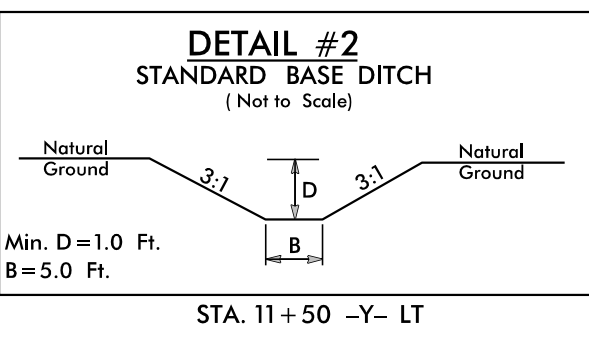 DETAIL #2
STANDARD BASE DITCH
( Not to Scale)
Natural
Ground
3:1
D
3:1
Natural
Ground
B
Min. D=1.0 Ft.
B=5.0 Ft.
STA. 11+50 -Y- LT